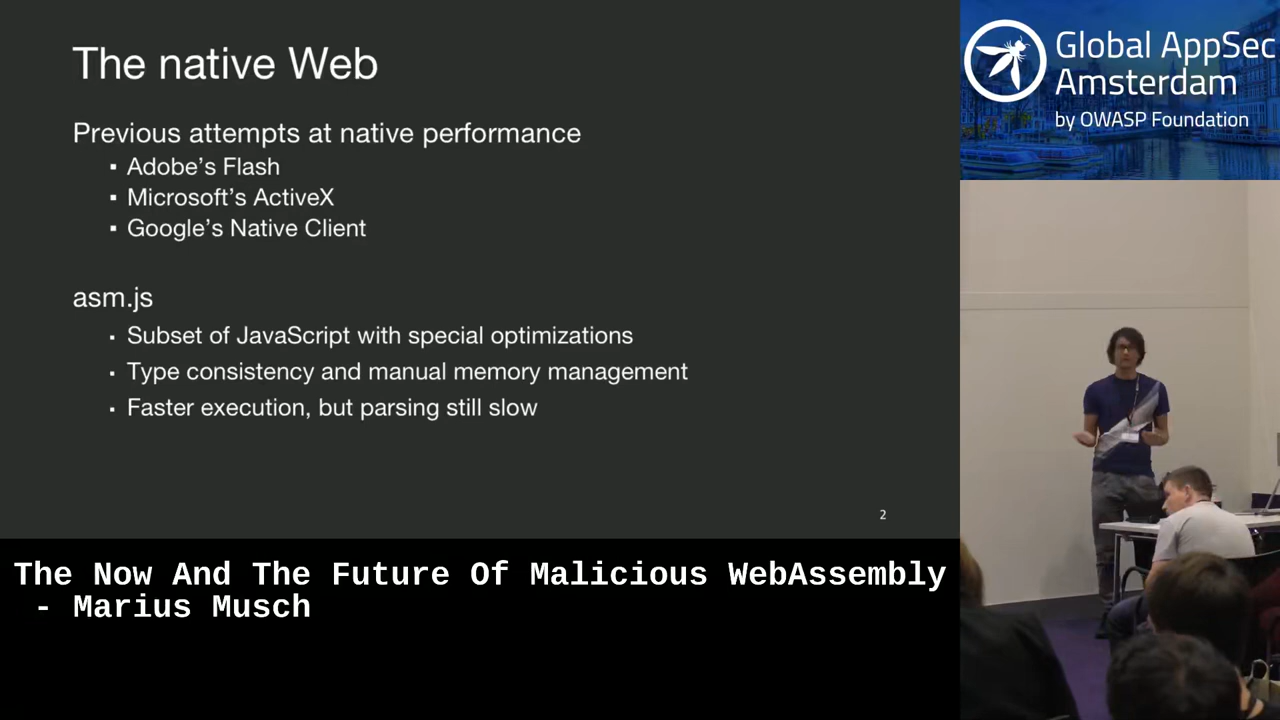 The native Web
Previous attempts at native performance
▪ Adobe’s Flash
▪ Microsoft’s ActiveX
▪ Google’s Native Client
asm.js
▪ Subset of JavaScript with special optimizations
▪ Type consistency and manual memory management
▪ Faster execution, but parsing still slow
2
The Now And The Future Of Malicious WebAssembly
- Marius Musch
Global AppSec
Amsterdam
by OWASP Foundation